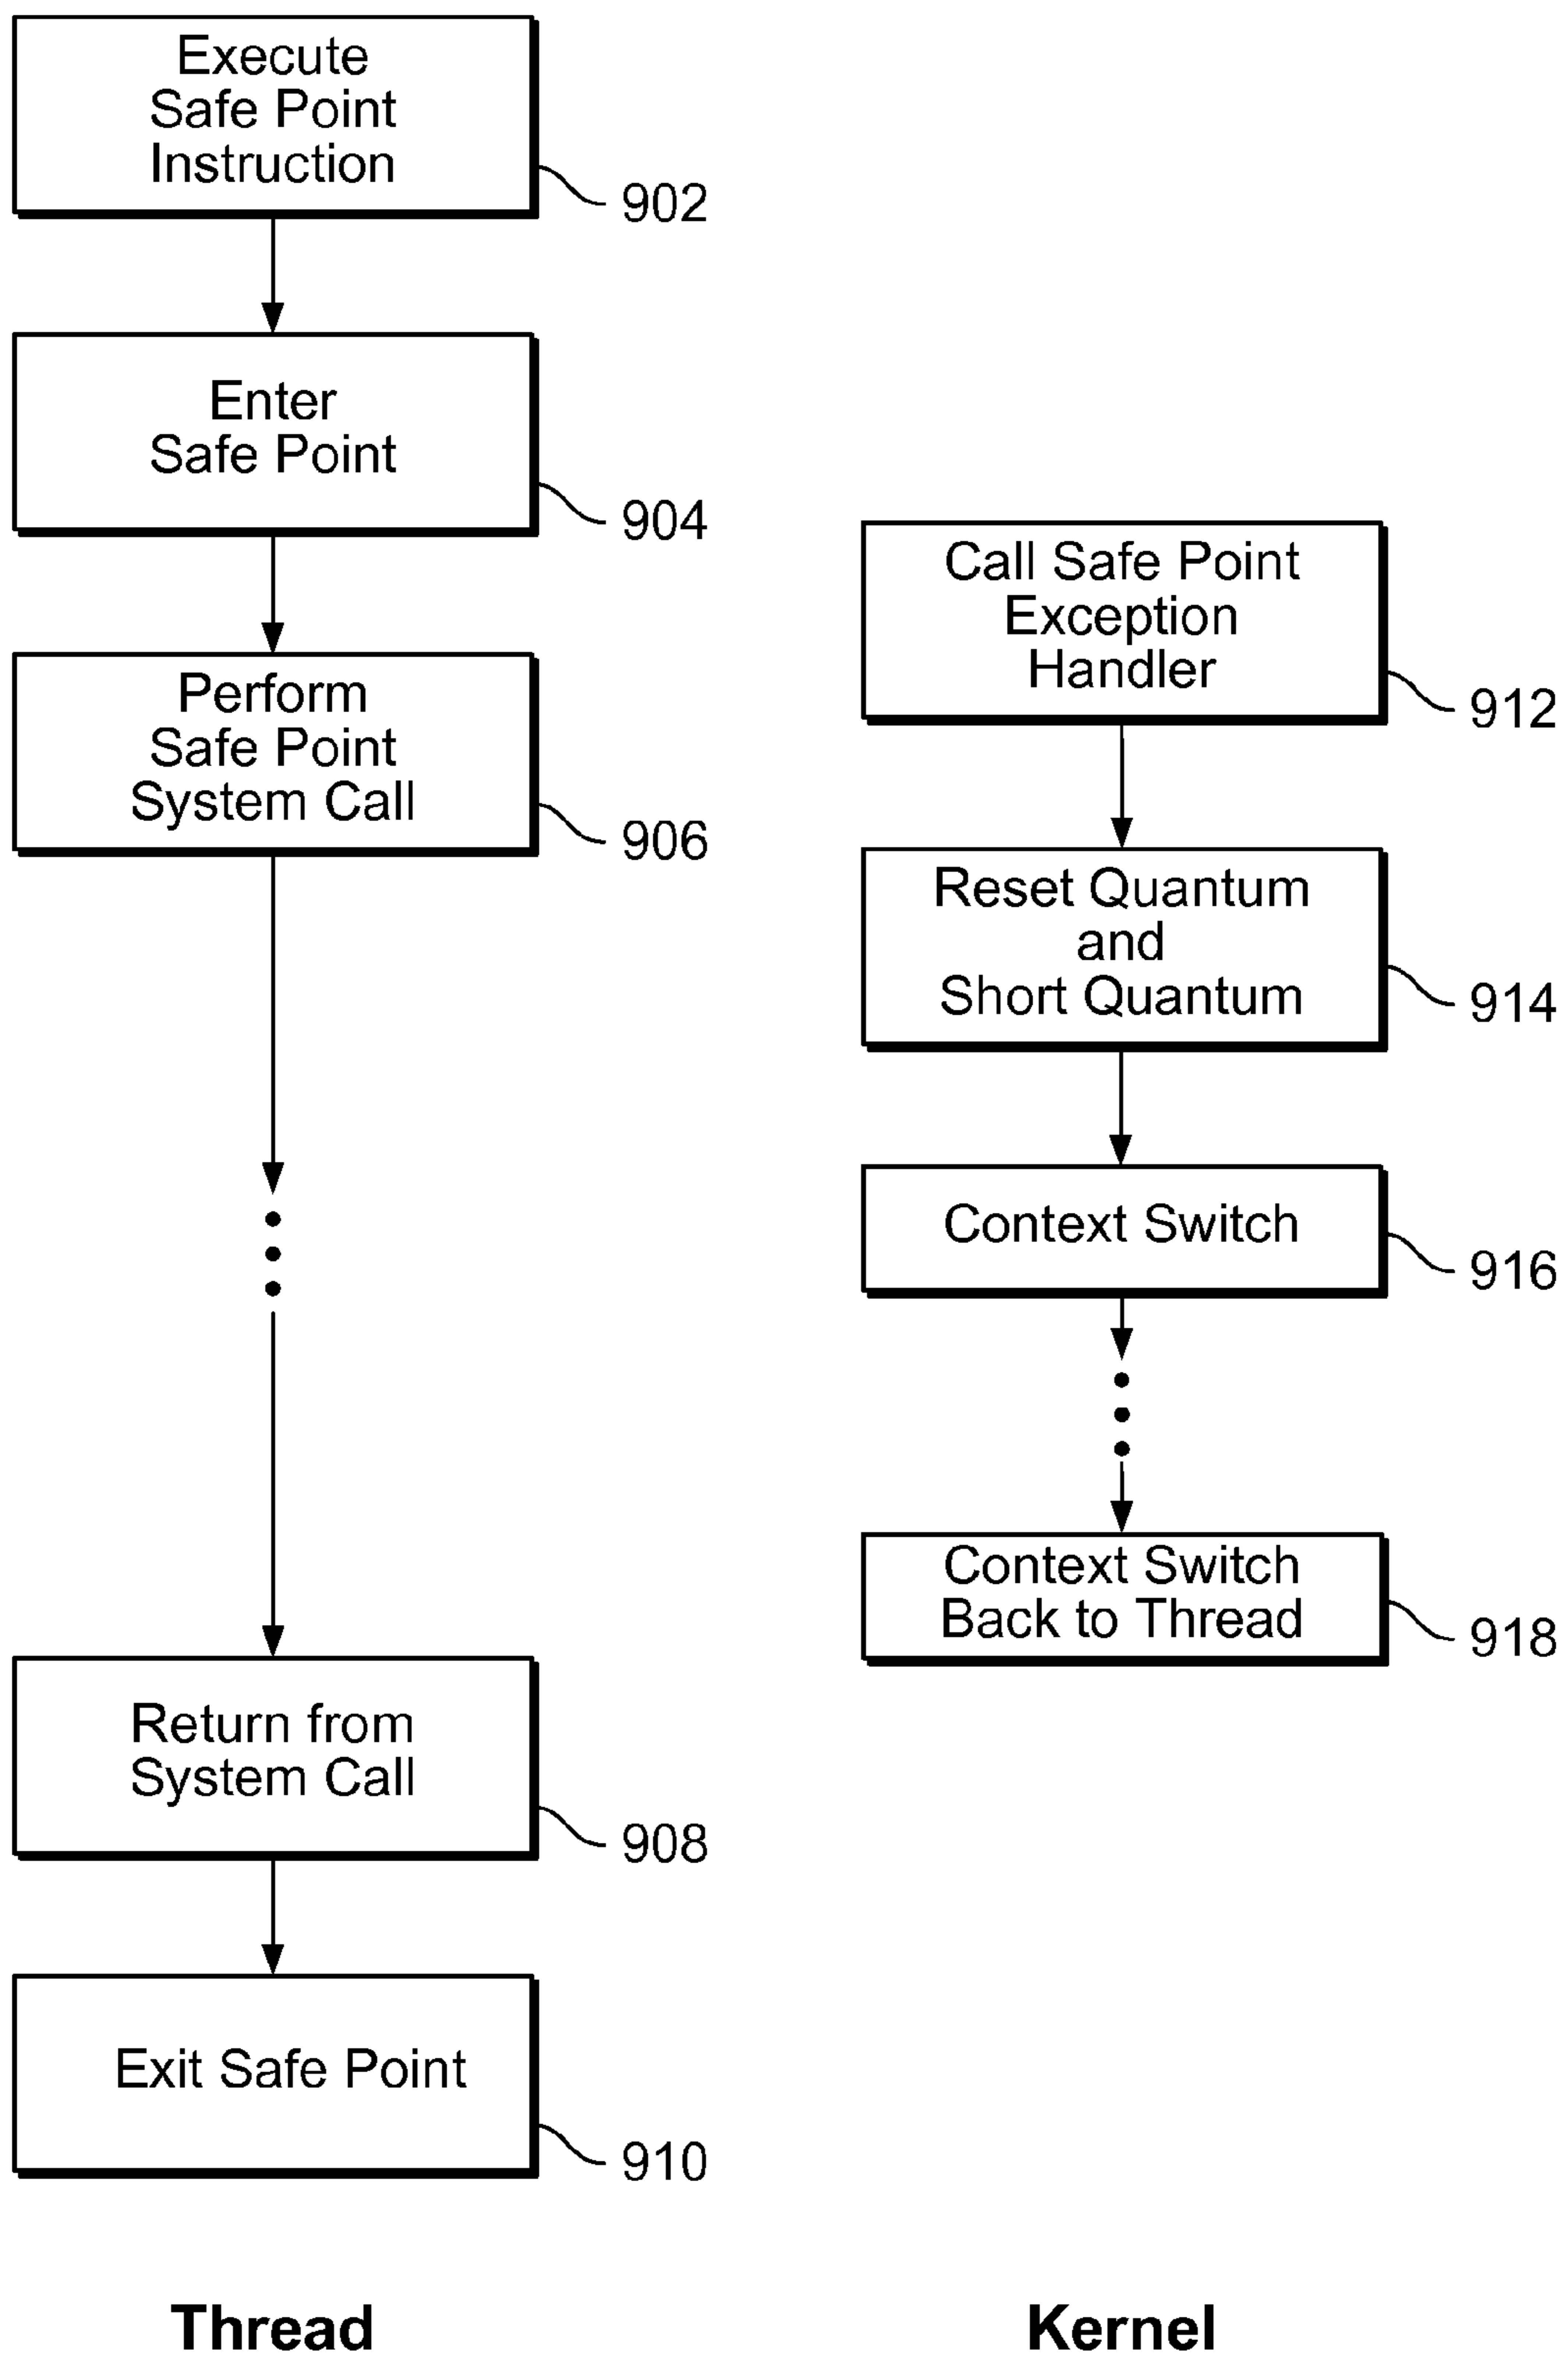 Execute
Safe Point
Instruction
902
Enter
Safe Point
904
Perform
Safe Point
System Call
906
Return from
System Call
908
Exit Safe Point
910
Thread
Call Safe Point
Exception
Handler
912
Reset Quantum
and
Short Quantum
914
Context Switch
916
Context Switch
Back to Thread
918
Kernel